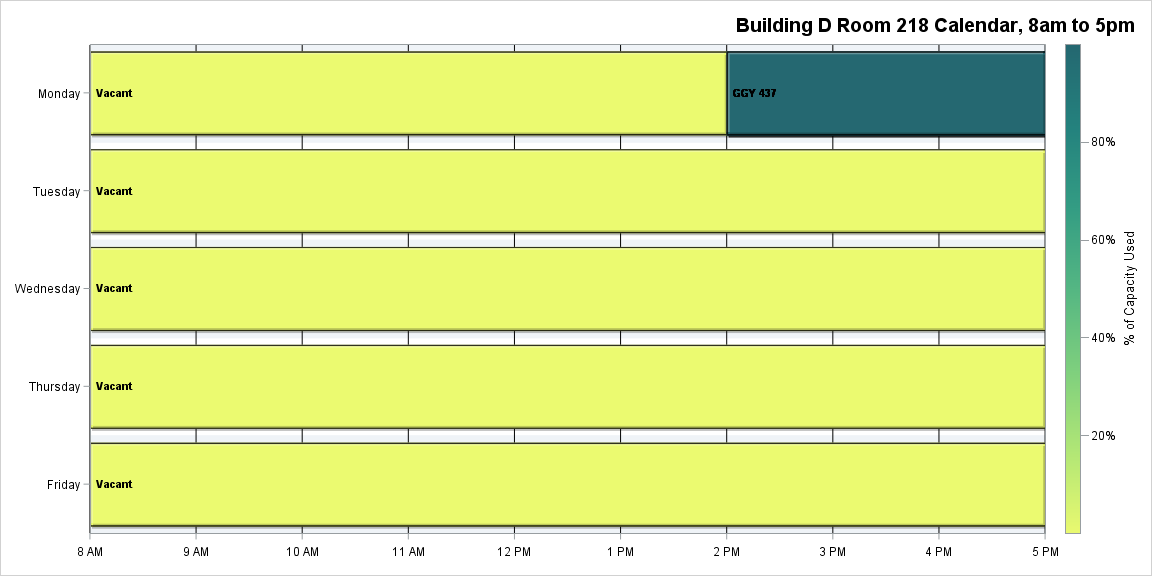 Building D Room 218 Calendar, 8am to 5pm
Monday
Vacant
GGY 437
Tuesday
Vacant
Wednesday
Vacant
Thursday
Vacant
Friday
Vacant
8 AM
9 AM
10 AM
11 AM
12 PM
1 PM
2 PM
3 PM
4 PM
5 PM
80%
60%
40%
20%
% of Capacity Used